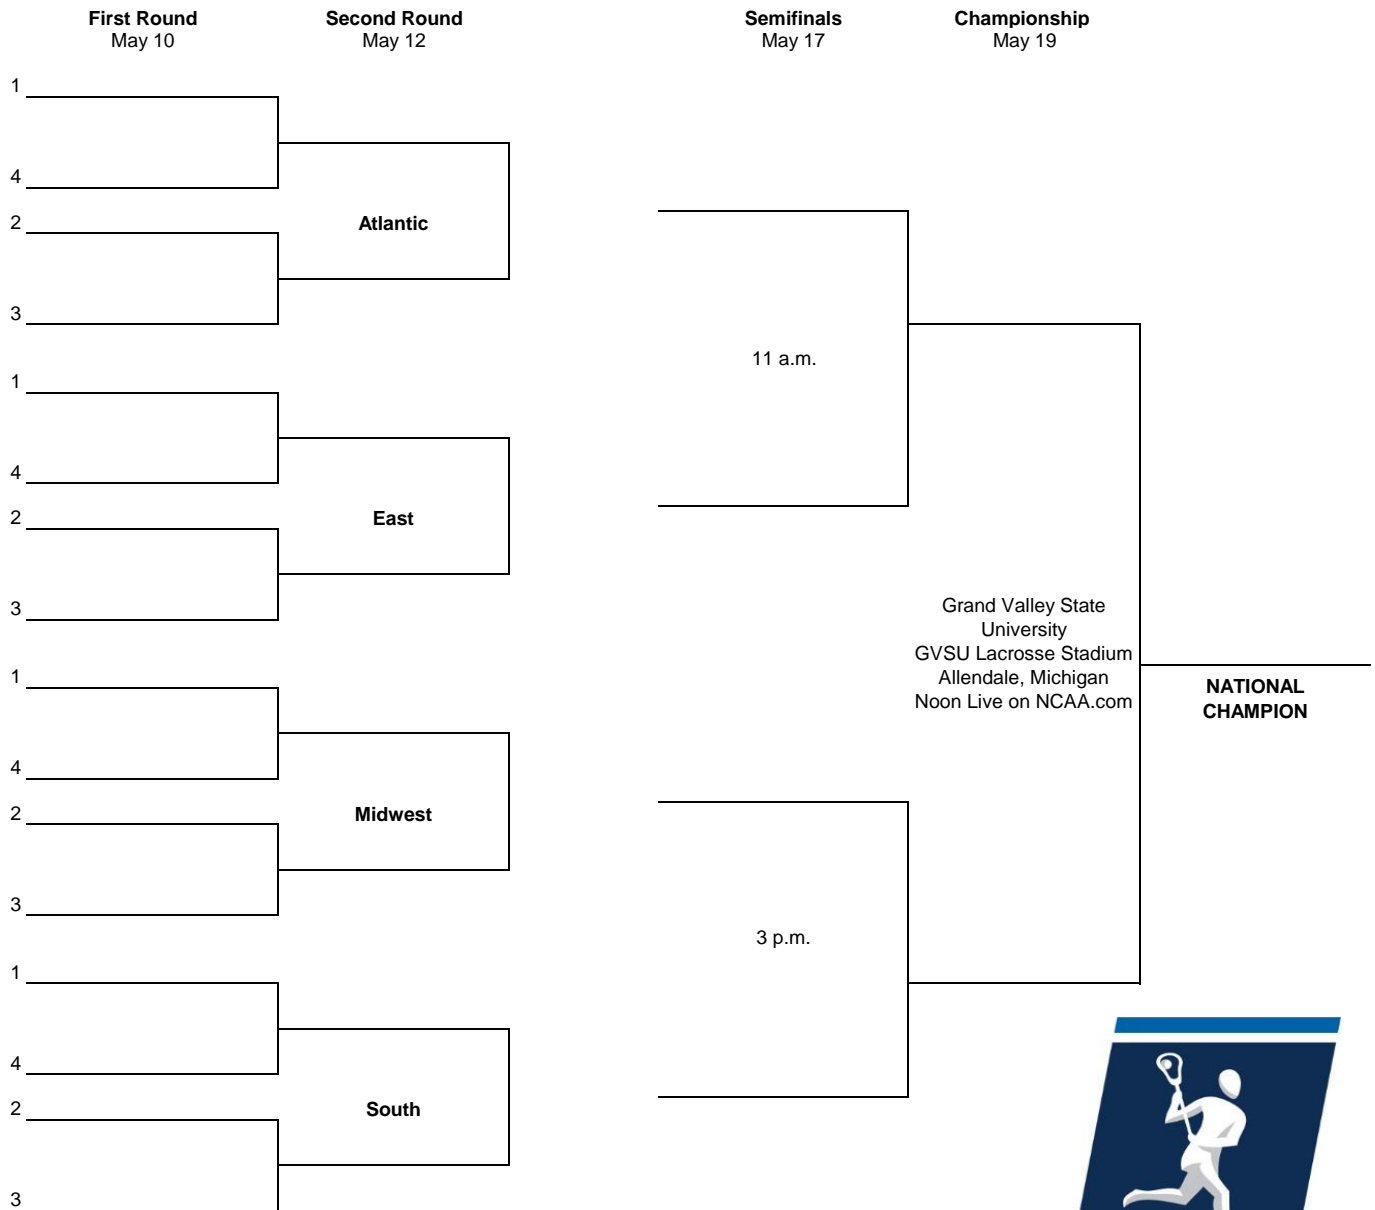 First Round
May 10
Second Round
May 12
Semifinals
May 17
Championship
May 19
1
4
2
3
Atlantic
1
4
2
3
East
1
4
2
3
Midwest
1
4
2
3
South
11 a.m.
3 p.m.
Grand Valley State
University
GVSU Lacrosse Stadium
Allendale, Michigan
Noon Live on NCAA.com
NATIONAL
CHAMPION